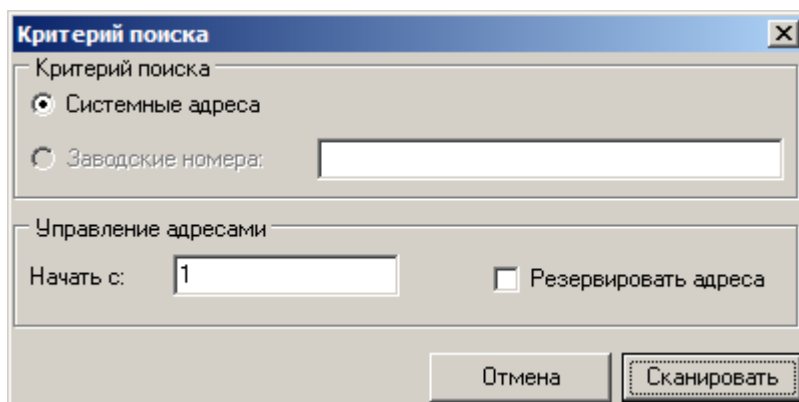 Критерий поиска
Критерий поиска
Системные адреса
Заводские номера:
Управление адресами
Начать с: 1 Резервировать адреса
Отмена Сканировать